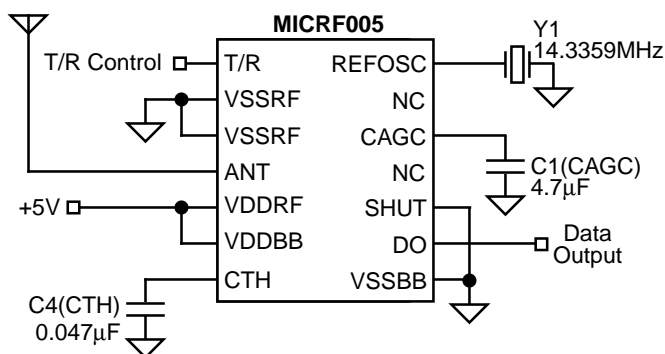 MICRF005
T/R Control
T/R
VSSRF
VSSRF
ANT
VDDRF
VDDBB
CTH
+5V
C4(CTH)
0.047µF
REFOSC
NC
CAGC
NC
SHUT
DO
VSSBB
Y1
14.3359MHz
C1(CAGC)
4.7µF
Data
Output